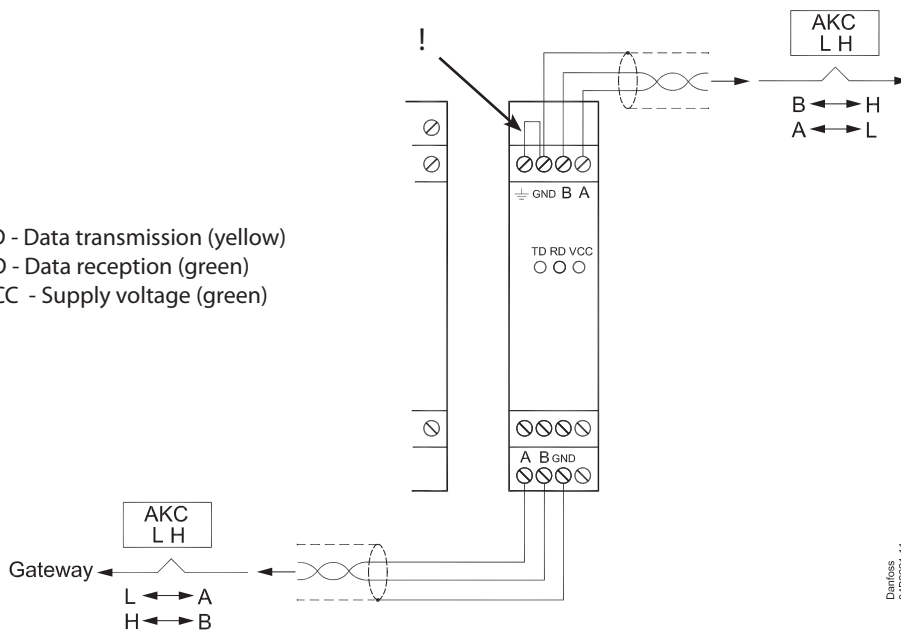 !
AKC
L H
B H
A L
⏚ GND B A
TD RD VCC
D - Data transmission (yellow)
D - Data reception (green)
CC - Supply voltage (green)
A B GND
AKC
L H
Gateway
L A
H B
Danfoss